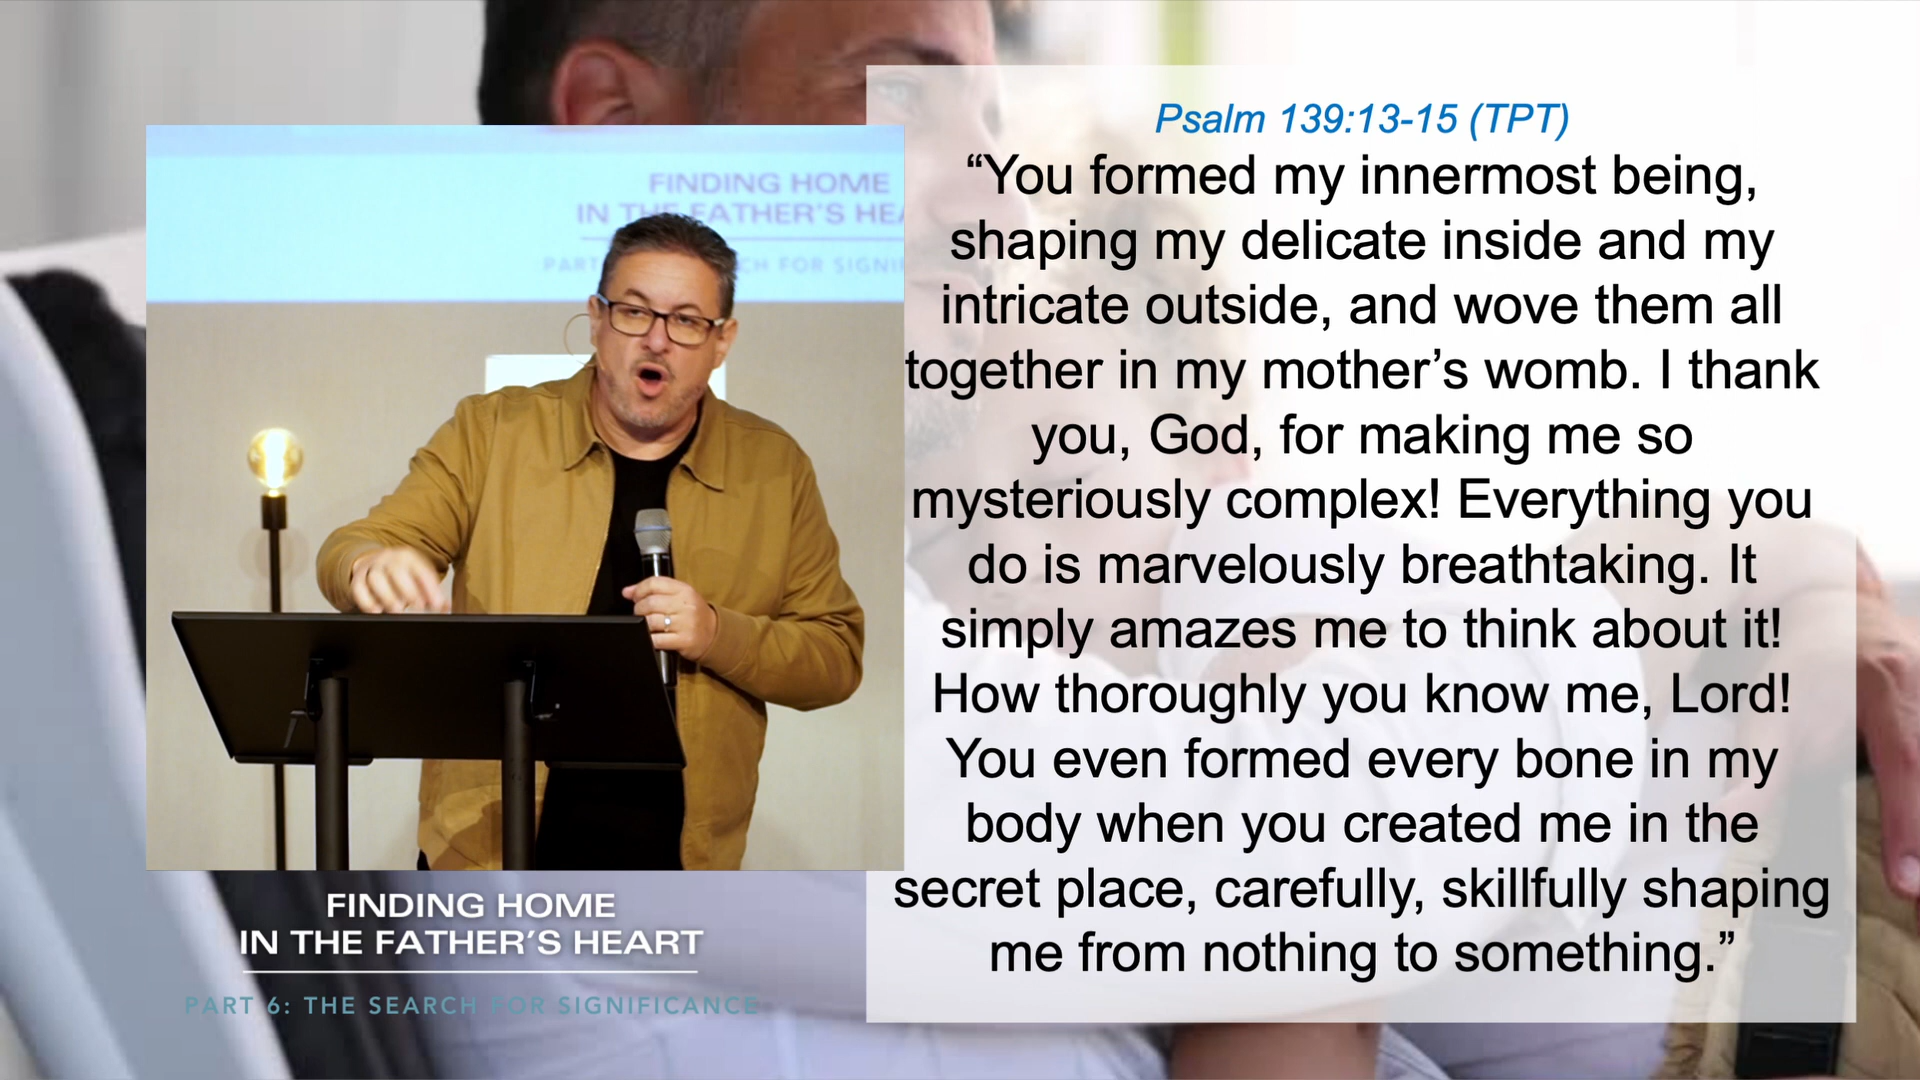 Psalm 139:13-15 (TPT)
“You formed my innermost being,
shaping my delicate inside and my
intricate outside, and wove them all
together in my mother’s womb. I thank
you, God, for making me so
mysteriously complex! Everything you
do is marvelously breathtaking. It
simply amazes me to think about it!
How thoroughly you know me, Lord!
You even formed every bone in my
body when you created me in the
secret place, carefully, skillfully shaping
me from nothing to something.”
FINDING HOME
IN THE FATHER’S
FINDING HOME
IN THE FATHER’S HEART
PART 6: THE SEARCH FOR SIGNIFICANCE